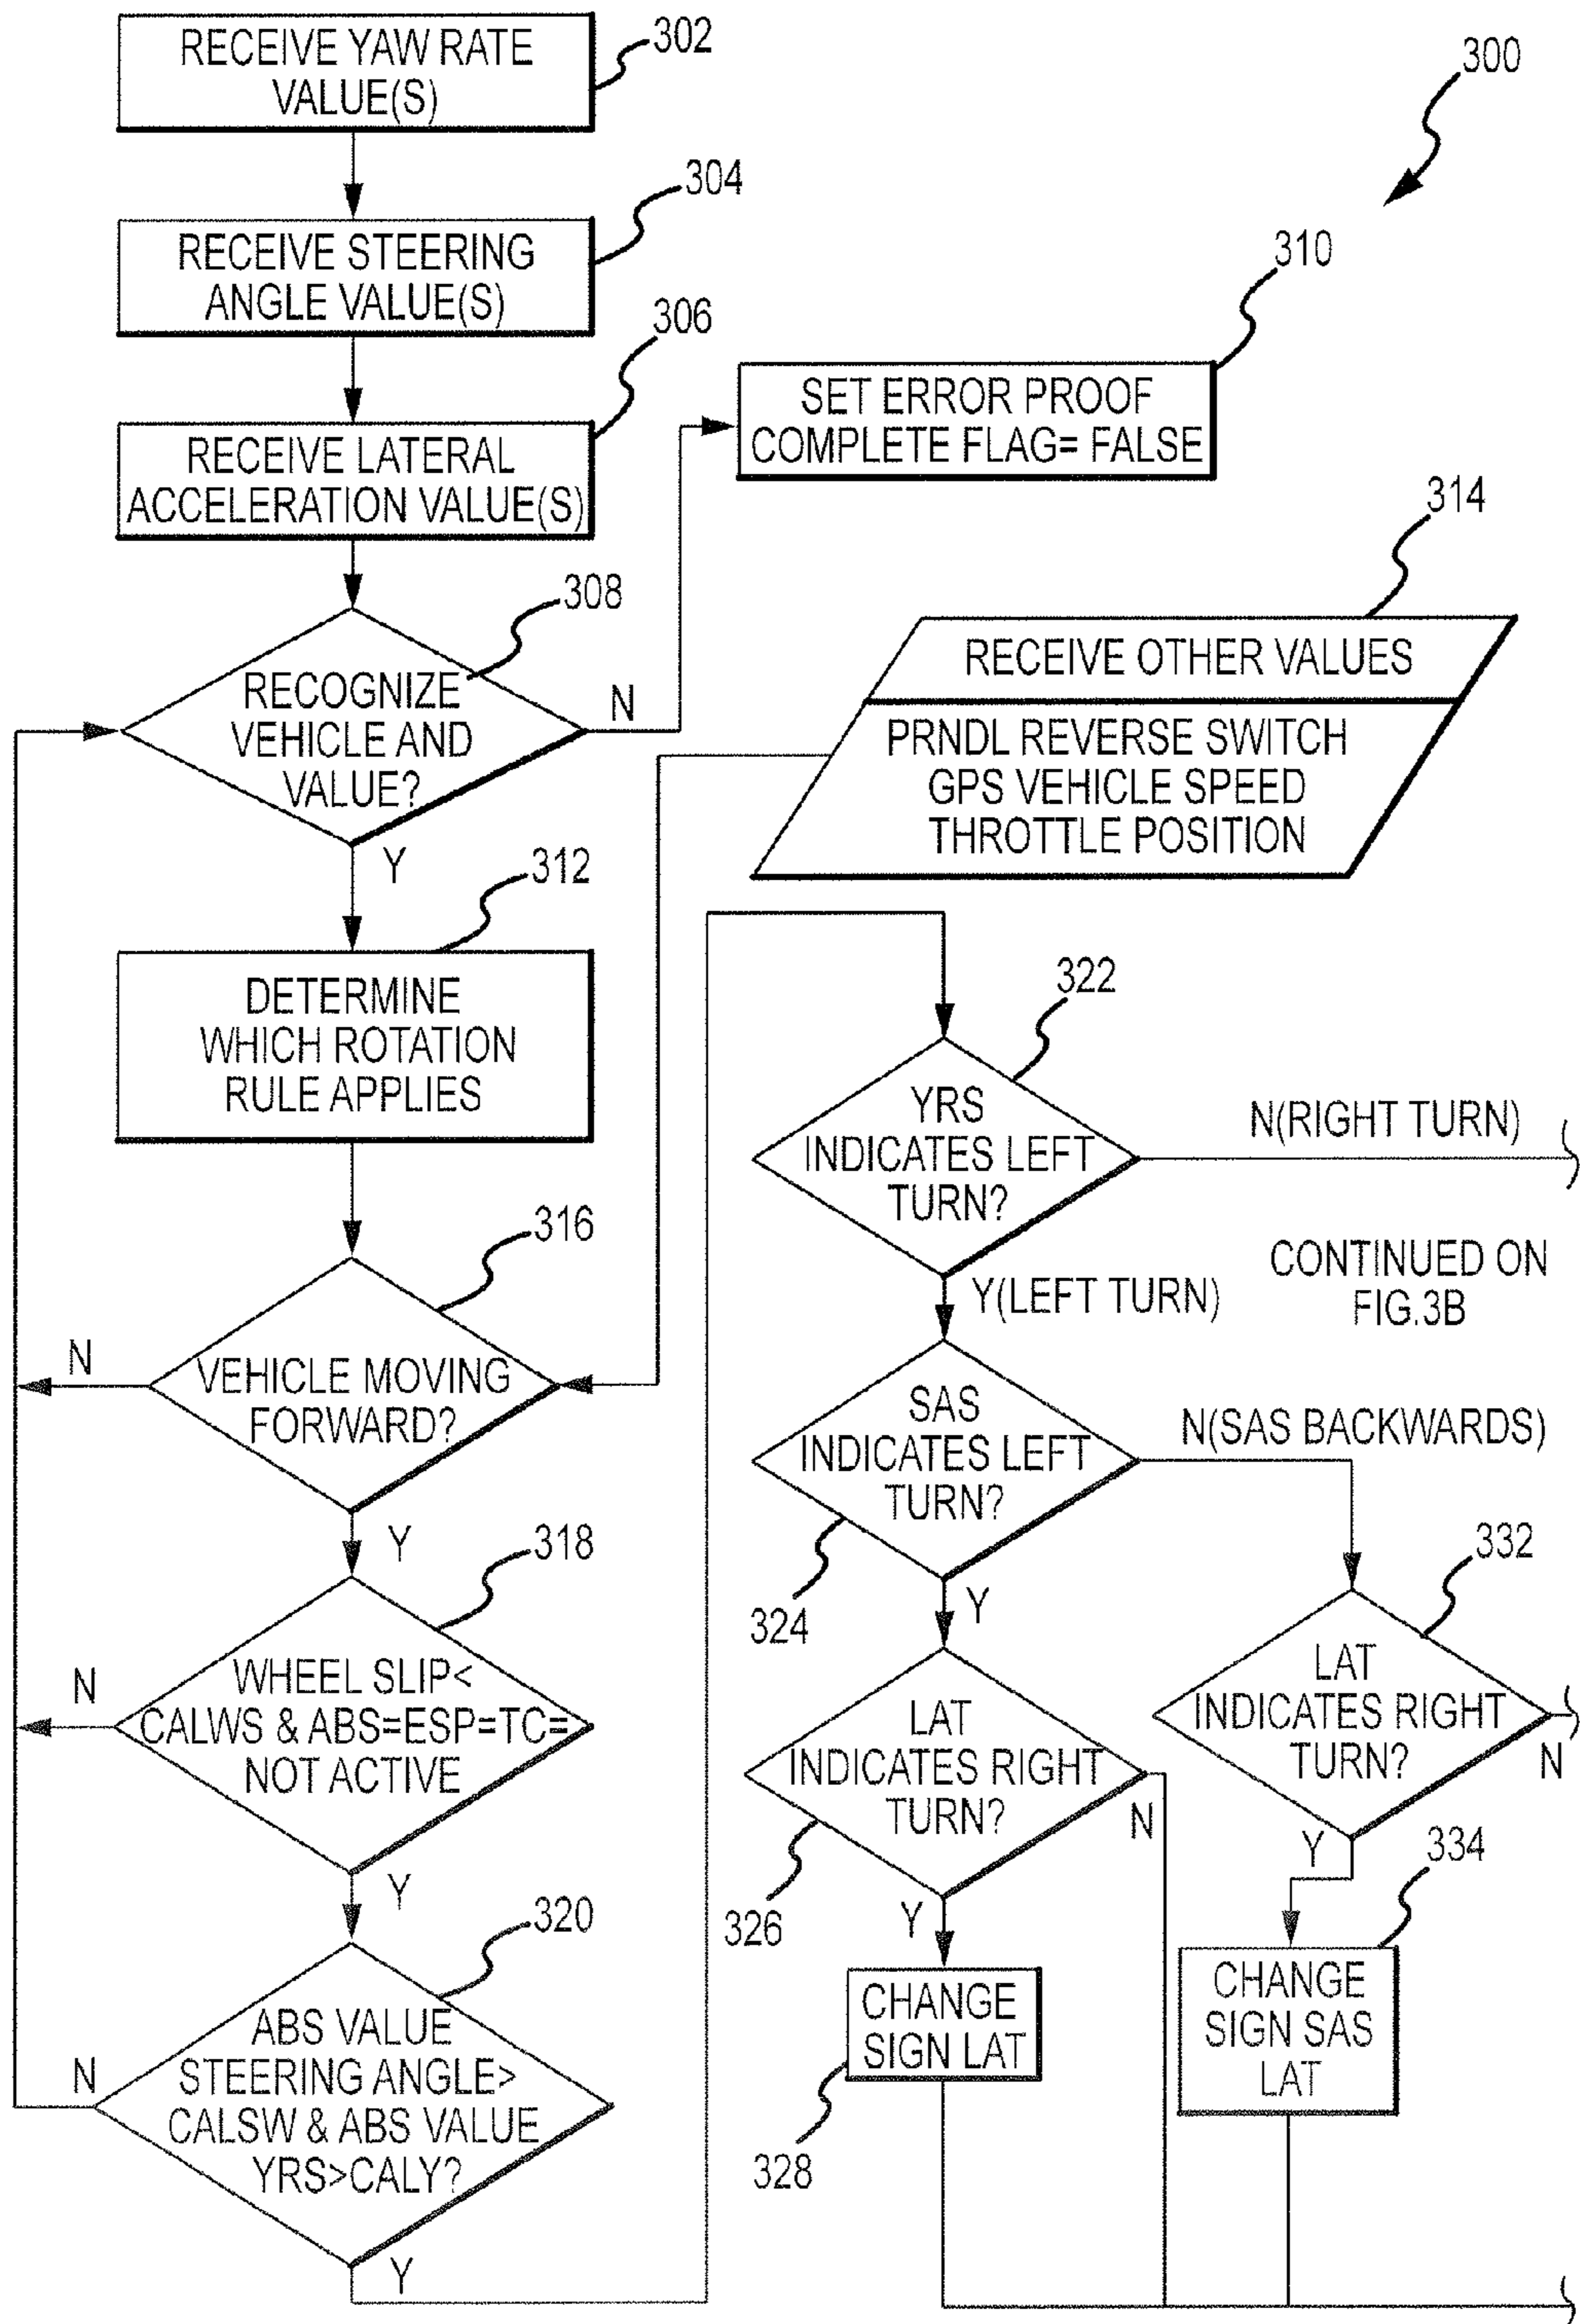 RECEIVE YAW RATE
VALUE(S)
302
300
RECEIVE STEERING
ANGLE VALUE(S)
304
RECEIVE LATERAL
ACCELERATION VALUE(S)
306
SET ERROR PROOF
COMPLETE FLAG= FALSE
310
RECOGNIZE
VEHICLE AND
VALUE?
308
N
Y
314
RECEIVE OTHER VALUES
PRNDL REVERSE SWITCH
GPS VEHICLE SPEED
THROTTLE POSITION
312
DETERMINE
WHICH ROTATION
RULE APPLIES
316
VEHICLE MOVING
FORWARD?
N
Y
318
WHEEL SLIP<
CALWS & ABS=ESP=TC=
NOT ACTIVE
N
Y
320
ABS VALUE
STEERING ANGLE>
CALSW & ABS VALUE
YRS>CALY?
N
Y
322
YRS
INDICATES LEFT
TURN?
N(RIGHT TURN)
CONTINUED ON
FIG.3B
Y(LEFT TURN)
SAS
INDICATES LEFT
TURN?
N(SAS BACKWARDS)
324
Y
332
LAT
INDICATES RIGHT
TURN?
N
Y
LAT
INDICATES RIGHT
TURN?
N
326
Y
334
CHANGE
SIGN SAS
LAT
CHANGE
SIGN LAT
328